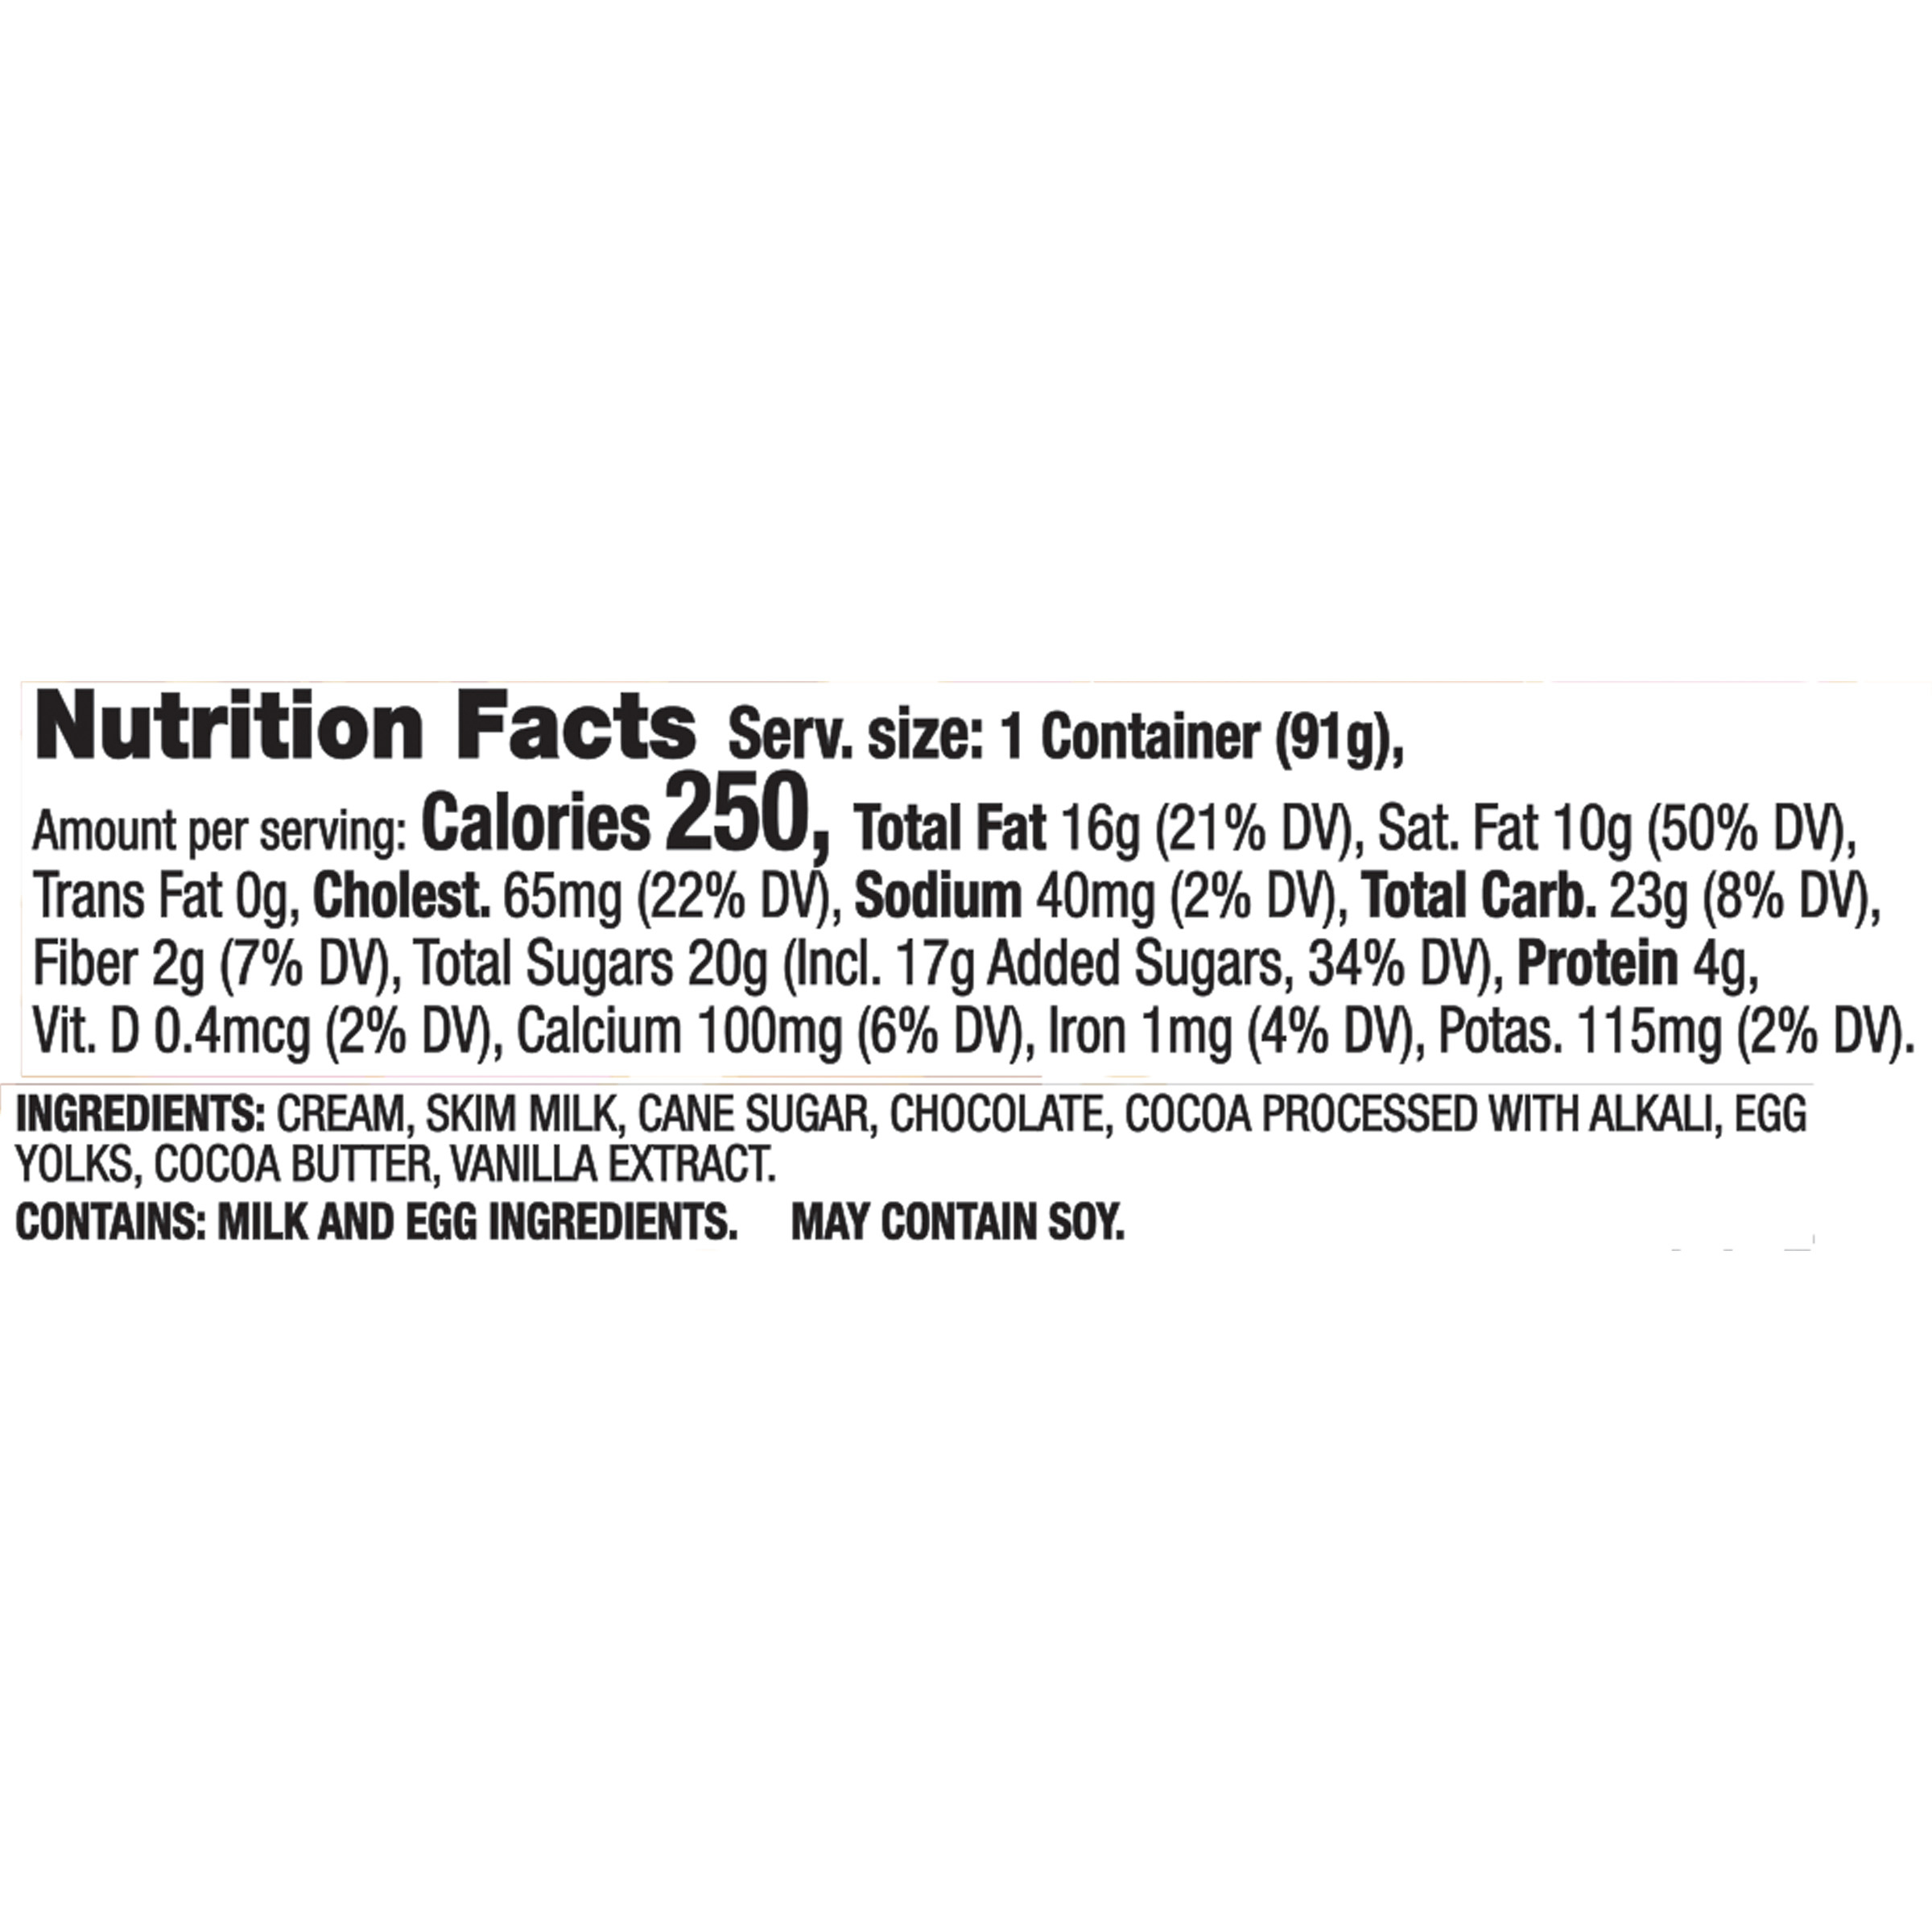 Nutrition Facts Serv. size: 1 Container (91g),
Amount per serving: Calories 250, Total Fat 16g (21% DV), Sat. Fat 10g (50% DV),
Trans Fat 0g, Cholest. 65mg (22% DV), Sodium 40mg (2% DV), Total Carb. 23g (8% DV),
Fiber 2g (7% DV), Total Sugars 20g (Incl. 17g Added Sugars, 34% DV), Protein 4g,
Vit. D 0.4mcg (2% DV), Calcium 100mg (6% DV), Iron 1mg (4% DV), Potas. 115mg (2% DV).
INGREDIENTS: CREAM, SKIM MILK, CANE SUGAR, CHOCOLATE, COCOA PROCESSED WITH ALKALI, EGG
YOLKS, COCOA BUTTER, VANILLA EXTRACT.
CONTAINS: MILK AND EGG INGREDIENTS. MAY CONTAIN SOY.